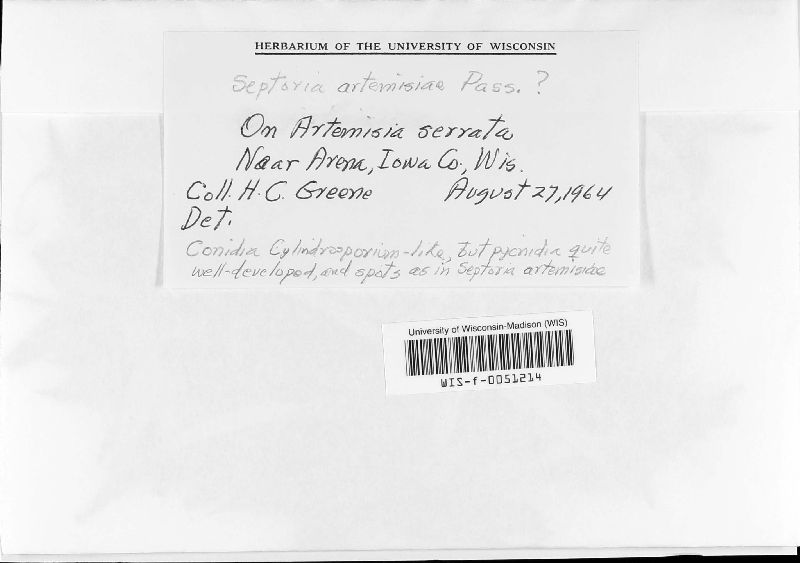 HERBARIUM OF THE UNIVERSITY OF WISCONSIN
Septoria artemisiae Pass. ?
On Artemisia serrata
Near Arena, Iowa Co., Wis.
Coll. H. C. Greene August 27, 1964
Det.
Conidia Cylindrosporium-like, but pycnidia quite
well-developed, and spots as in Septoria artemisiae
University of Wisconsin-Madison (WIS)
WIS-f-0051214